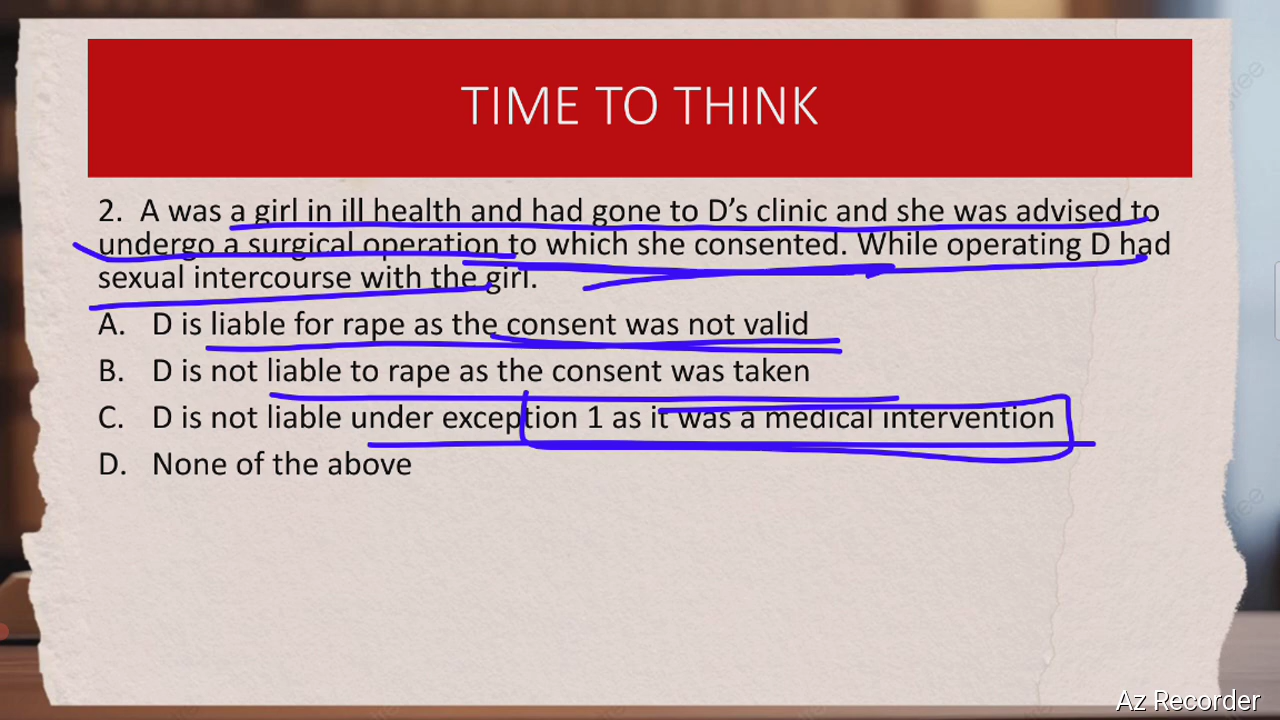 TIME TO THINK
2. A was a girl in ill health and had gone to D’s clinic and she was advised to
undergo a surgical operation to which she consented. While operating D had
sexual intercourse with the girl.
A. D is liable for rape as the consent was not valid
B. D is not liable to rape as the consent was taken
C. D is not liable under exception 1 as it was a medical intervention
D. None of the above
Az Recorder